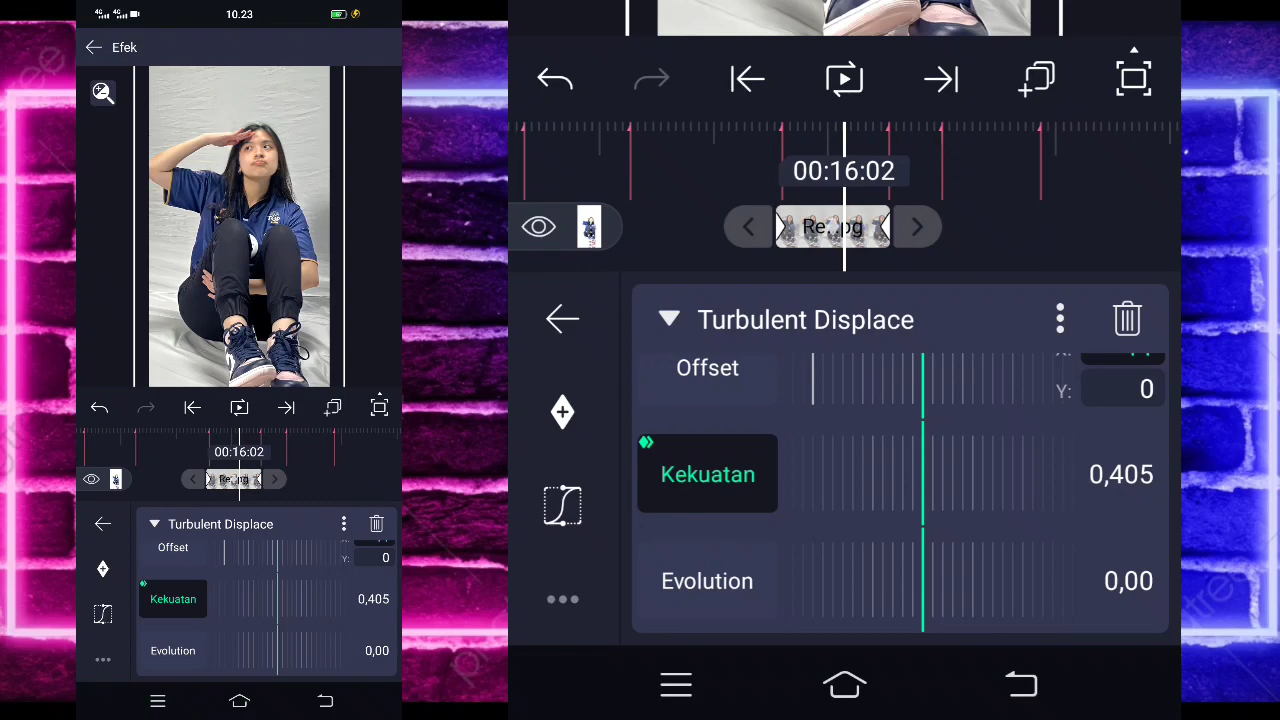 10.23
Efek
00:16:02
Turbulent Displace
Offset
Y: 0
Kekuatan 0,405
Evolution 0,00
00:16:02
Turbulent Displace
Offset
Y: 0
Kekuatan 0,405
Evolution 0,00